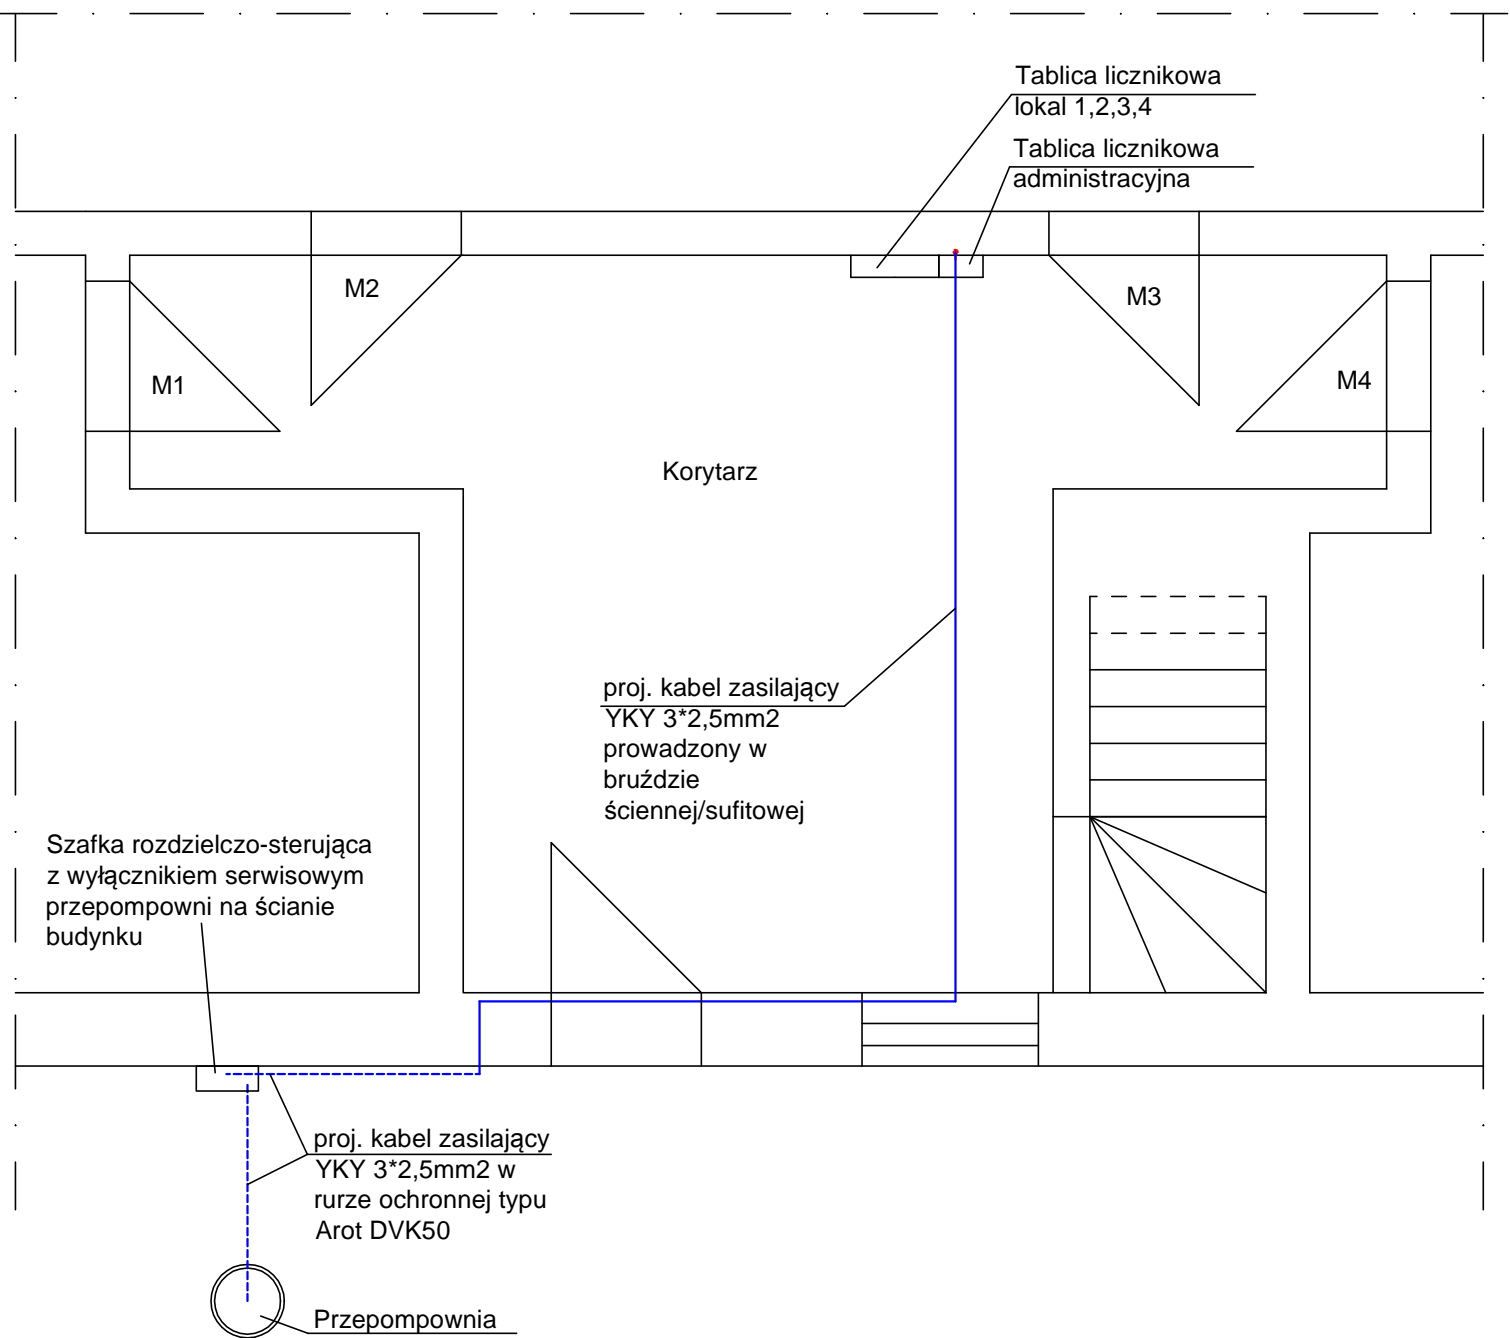 Tablica licznikowa
lokal 1,2,3,4
Tablica licznikowa
administracyjna
M2
M3
M1
M4
Korytarz
proj. kabel zasilający
YKY 3*2,5mm2
prowadzony w
bruździe
ściennej/sufitowej
Szafka rozdzielczo-sterująca
z wyłącznikiem serwisowym
przepompowni na ścianie
budynku
proj. kabel zasilający
YKY 3*2,5mm2 w
rurze ochronnej typu
Arot DVK50
Przepompownia